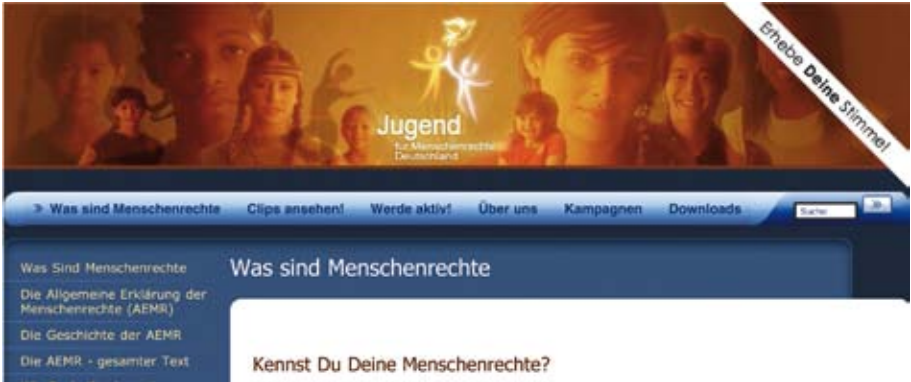 Erhebe Deine Stimme!
Jugend
für Menschenrechte
Deutschland
» Was sind Menschenrechte Clips ansehen! Werde aktiv! Über uns Kampagnen Downloads Suche »
Was Sind Menschenrechte
Die Allgemeine Erklärung der
Menschenrechte (AEMR)
Die Geschichte der AEMR
Die AEMR - gesamter Text
Was sind Menschenrechte
Kennst Du Deine Menschenrechte?